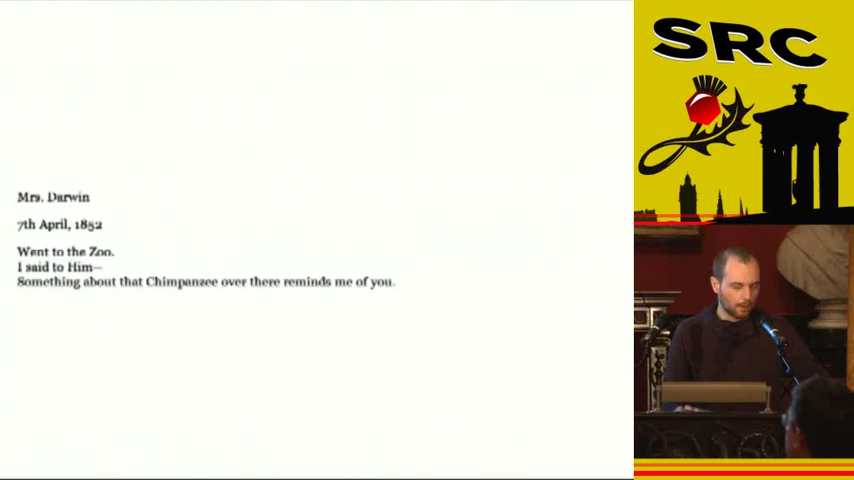 Mrs. Darwin
7th April, 1852
Went to the Zoo.
I said to Him—
Something about that Chimpanzee over there reminds me of you.
SRC